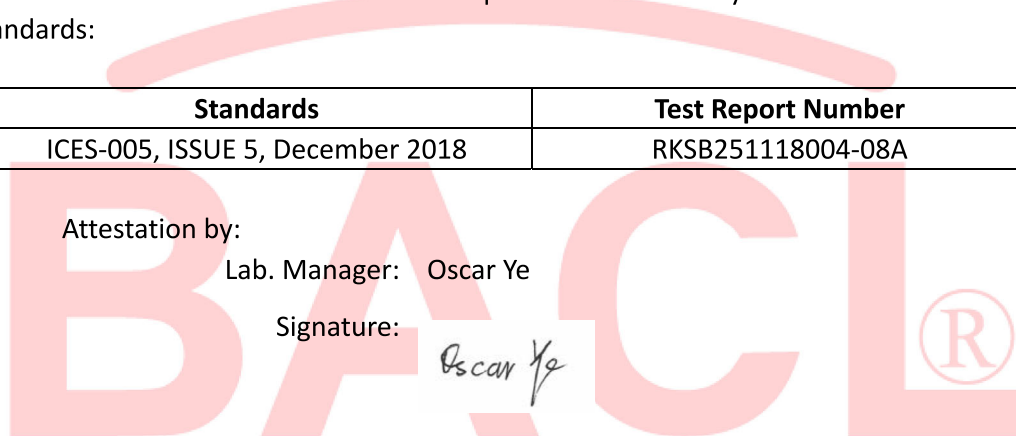 andards:
Standards Test Report Number
ICES-005, ISSUE 5, December 2018 RKSB251118004-08A
Attestation by:
Lab. Manager: Oscar Ye
Signature:
Oscar Ye
BACL ®